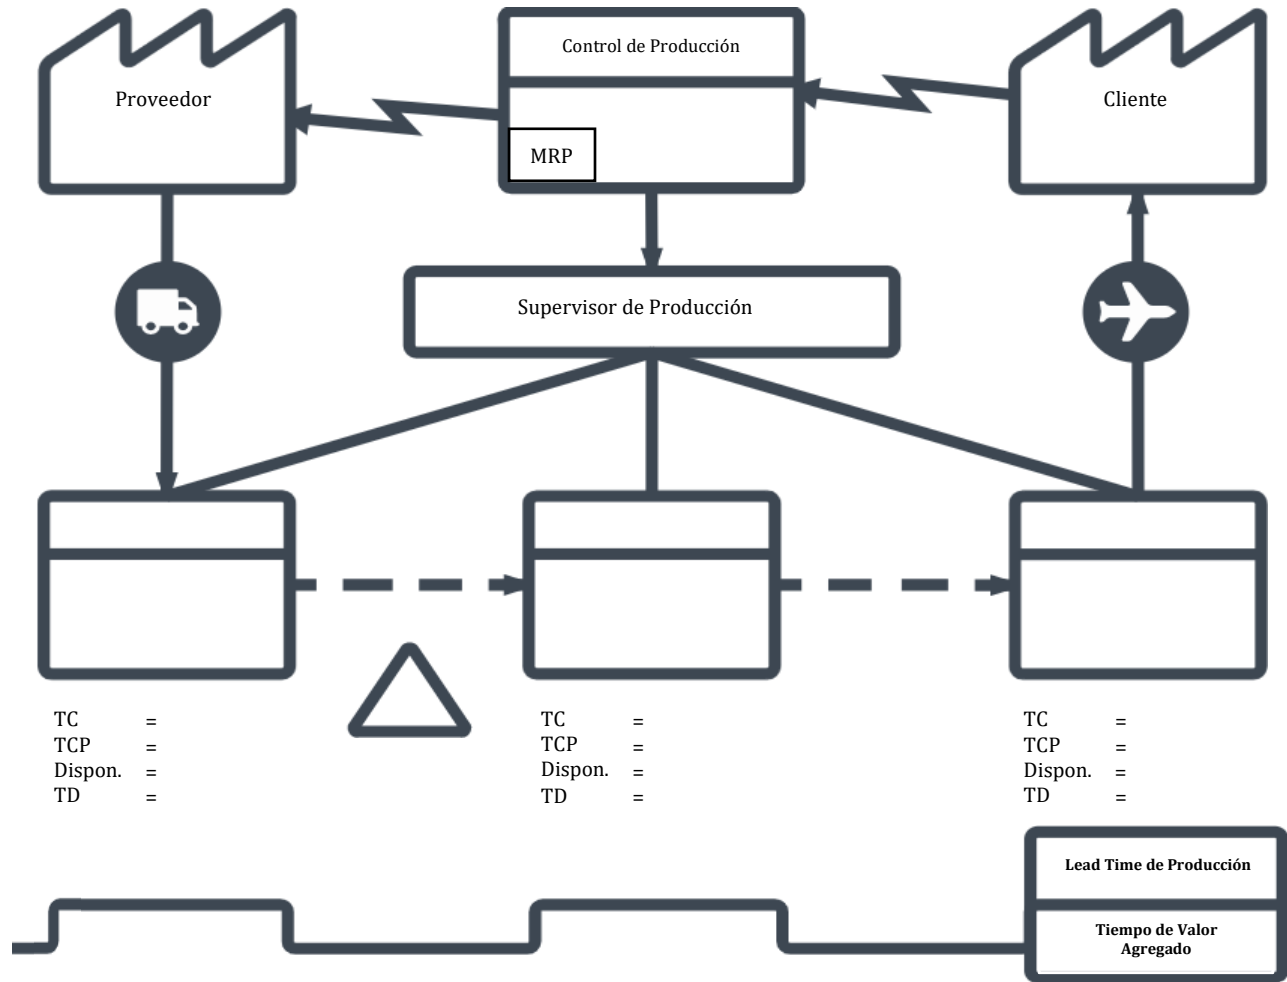 Control de Producción
Proveedor
Cliente
MRP
Supervisor de Producción
TC =
TCP =
Dispon. =
TD =
TC =
TCP =
Dispon. =
TD =
TC =
TCP =
Dispon. =
TD =
Lead Time de Producción
Tiempo de Valor
Agregado